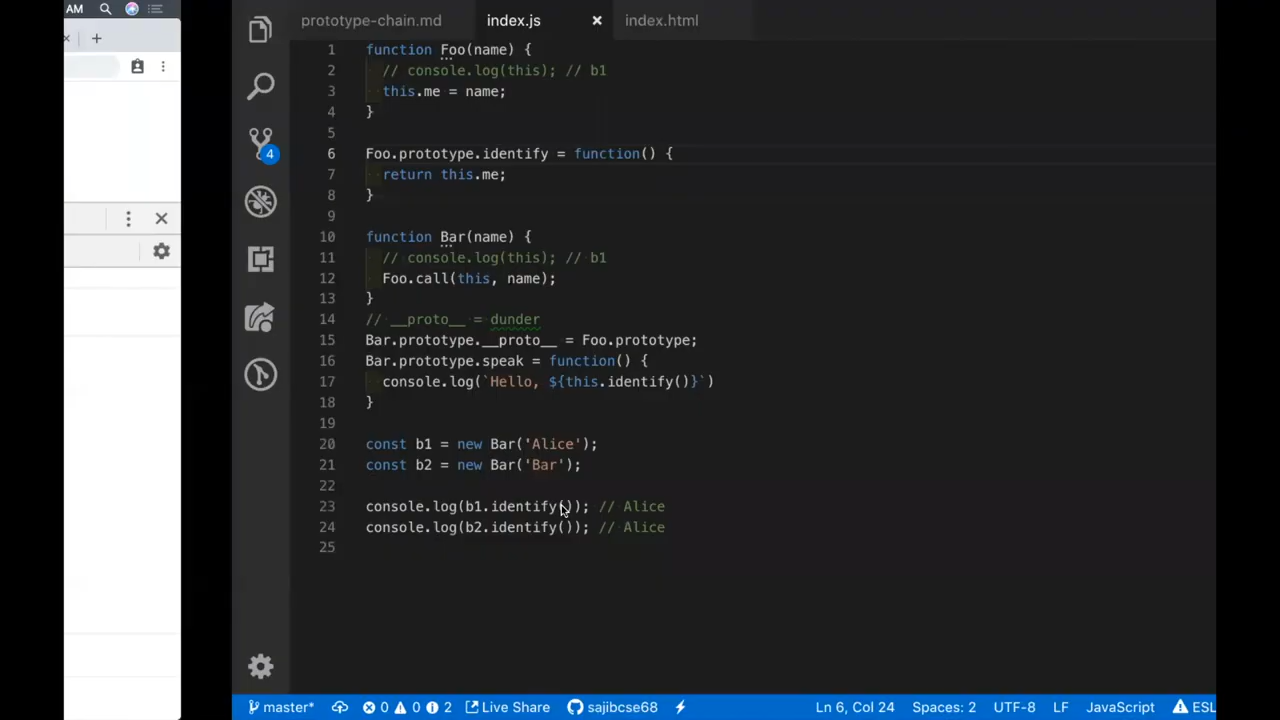 AM
prototype-chain.md index.js × index.html
1 function Foo(name) {
2 // console.log(this); // b1
3 this.me = name;
4 }
5
6 Foo.prototype.identify = function() {
7 return this.me;
8 }
9
10 function Bar(name) {
11 // console.log(this); // b1
12 Foo.call(this, name);
13 }
14 // __proto__ = dunder
15 Bar.prototype.__proto__ = Foo.prototype;
16 Bar.prototype.speak = function() {
17 console.log(`Hello, ${this.identify()}`)
18 }
19
20 const b1 = new Bar('Alice');
21 const b2 = new Bar('Bar');
22
23 console.log(b1.identify()); // Alice
24 console.log(b2.identify()); // Alice
25
4
master* 0 0 2 Live Share sajibcse68 Ln 6, Col 24 Spaces: 2 UTF-8 LF JavaScript ESL